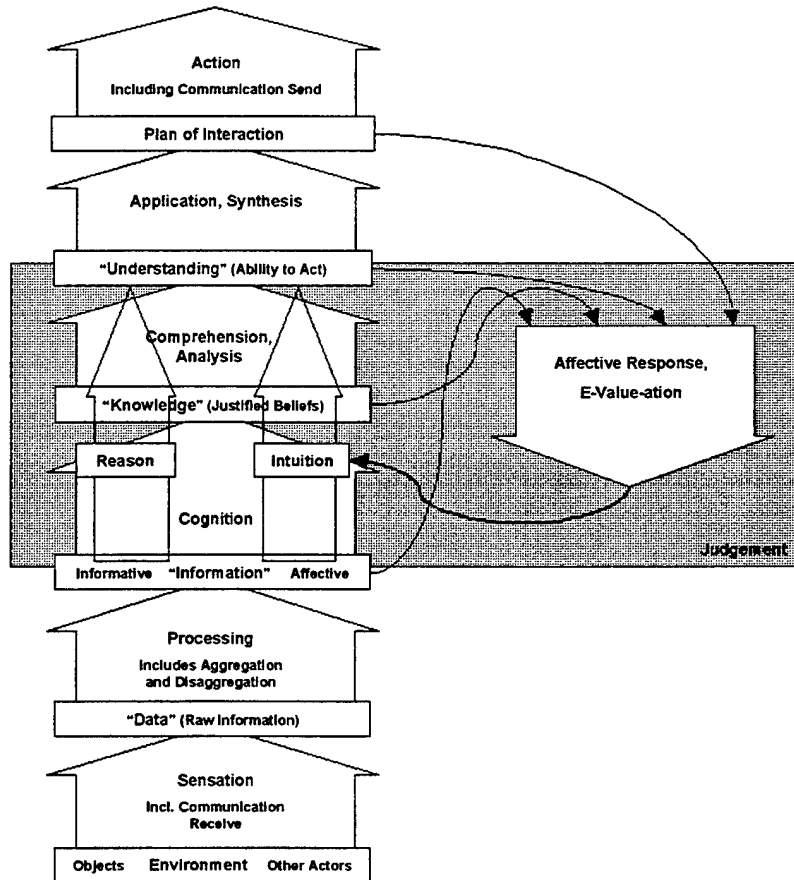 Action
Including Communication Send
Plan of Interaction
Application, Synthesis
“Understanding” (Ability to Act)
Comprehension,
Analysis
Affective Response,
E-Value-ation
“Knowledge” (Justified Beliefs)
Reason
Intuition
Cognition
Judgement
Informative “Information” Affective
Processing
Includes Aggregation
and Disaggregation
“Data” (Raw Information)
Sensation
Incl. Communication
Receive
Objects Environment Other Actors